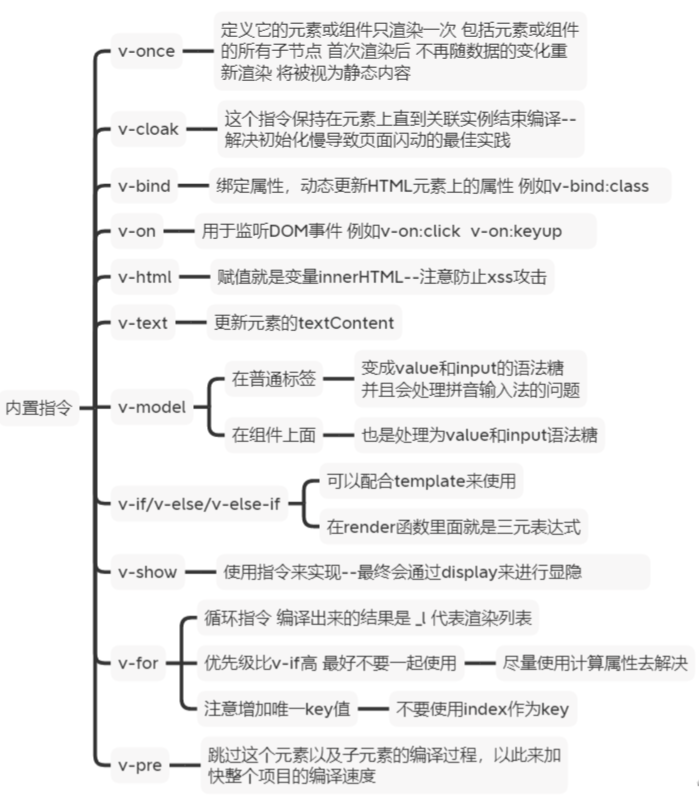 定义它的元素或组件只渲染一次 包括元素或组件
的所有子节点 首次渲染后 不再随数据的变化重
新渲染 将被视为静态内容
v-once
这个指令保持在元素上直到关联实例结束编译--
解决初始化慢导致页面闪动的最佳实践
v-cloak
v-bind
绑定属性，动态更新HTML元素上的属性 例如v-bind:class
v-on
用于监听DOM事件 例如v-on:click v-on:keyup
v-html
赋值就是变量innerHTML--注意防止xss攻击
v-text
更新元素的textContent
内置指令
v-model
在普通标签
变成value和input的语法糖
并且会处理拼音输入法的问题
在组件上面
也是处理为value和input语法糖
v-if/v-else/v-else-if
可以配合template来使用
在render函数里面就是三元表达式
v-show
使用指令来实现--最终会通过display来进行显隐
v-for
循环指令 编译出来的结果是 _l 代表渲染列表
优先级比v-if高 最好不要一起使用
尽量使用计算属性去解决
注意增加唯一key值
不要使用index作为key
v-pre
跳过这个元素以及子元素的编译过程，以此来加
快整个项目的编译速度